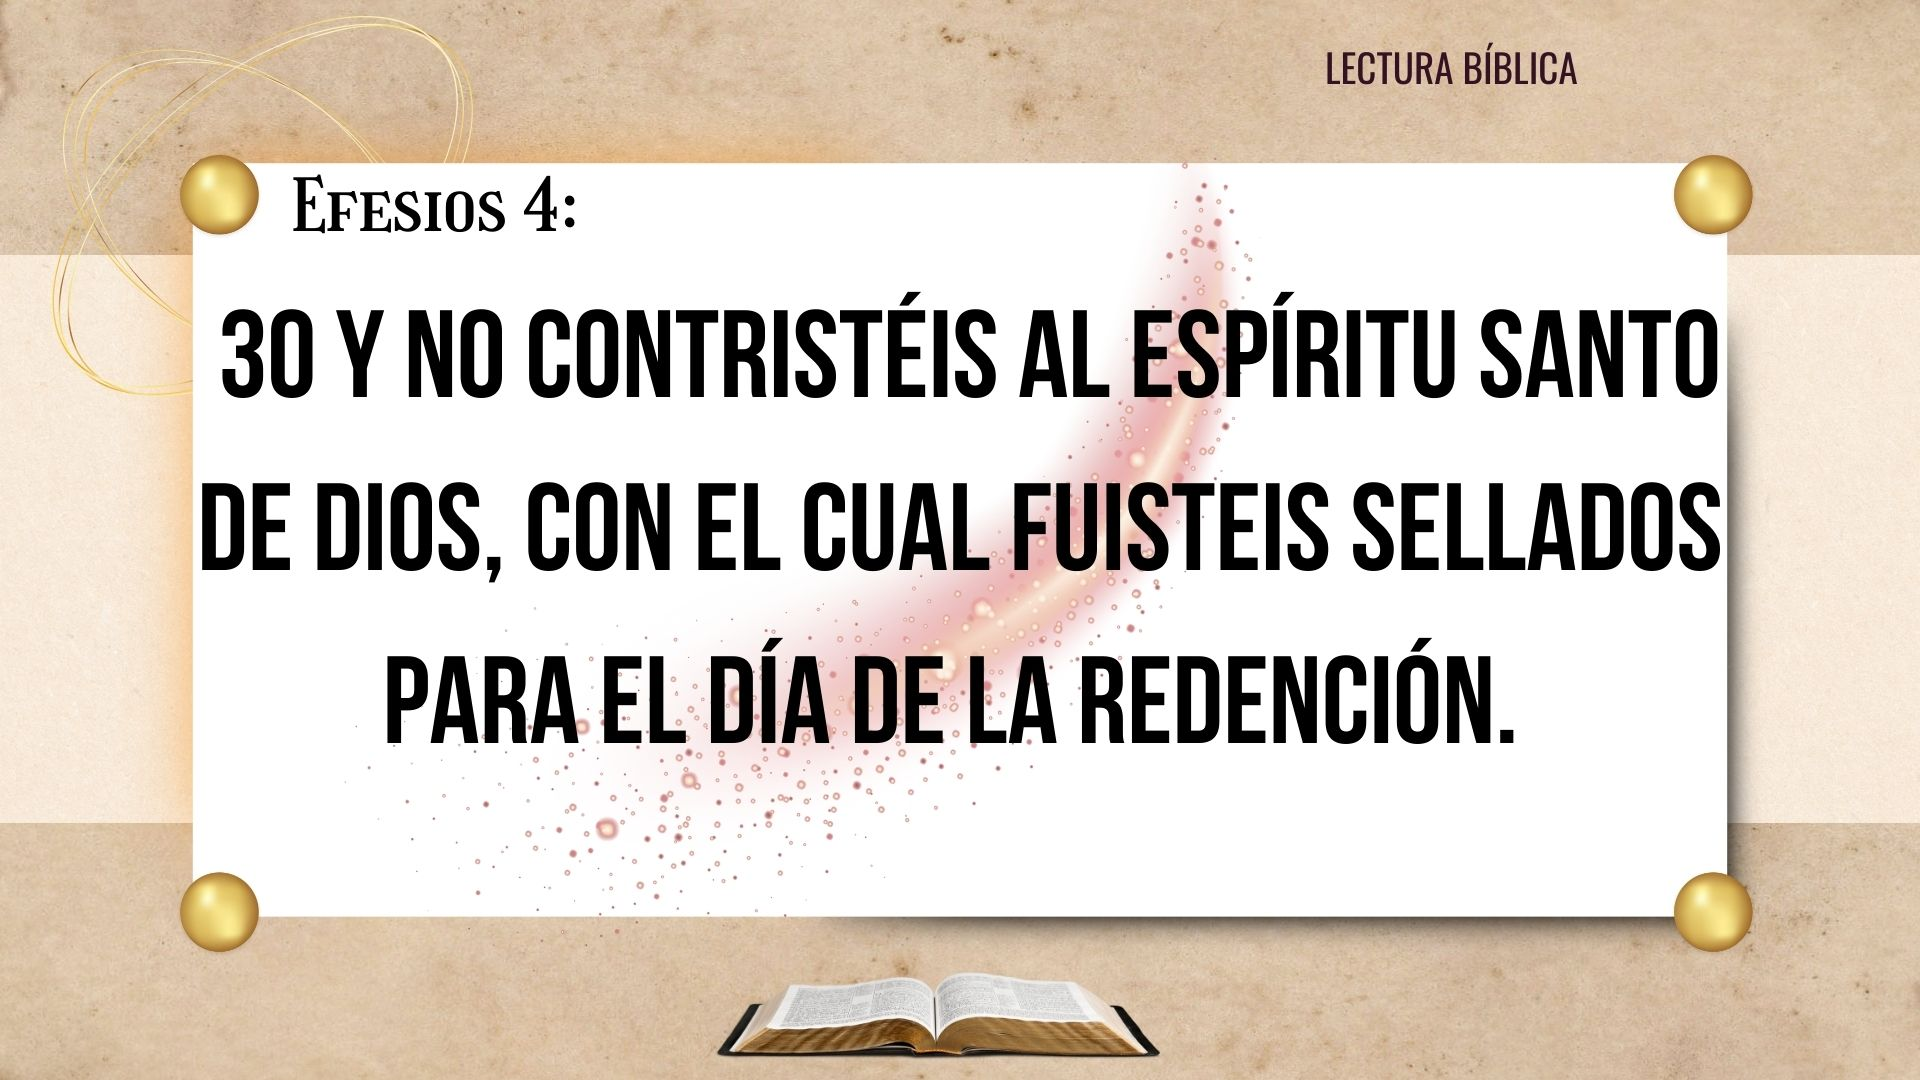 LECTURA BÍBLICA
Efesios 4:
30 Y NO CONTRISTÉIS AL ESPÍRITU SANTO
DE DIOS, CON EL CUAL FUISTEIS SELLADOS
PARA EL DÍA DE LA REDENCIÓN.